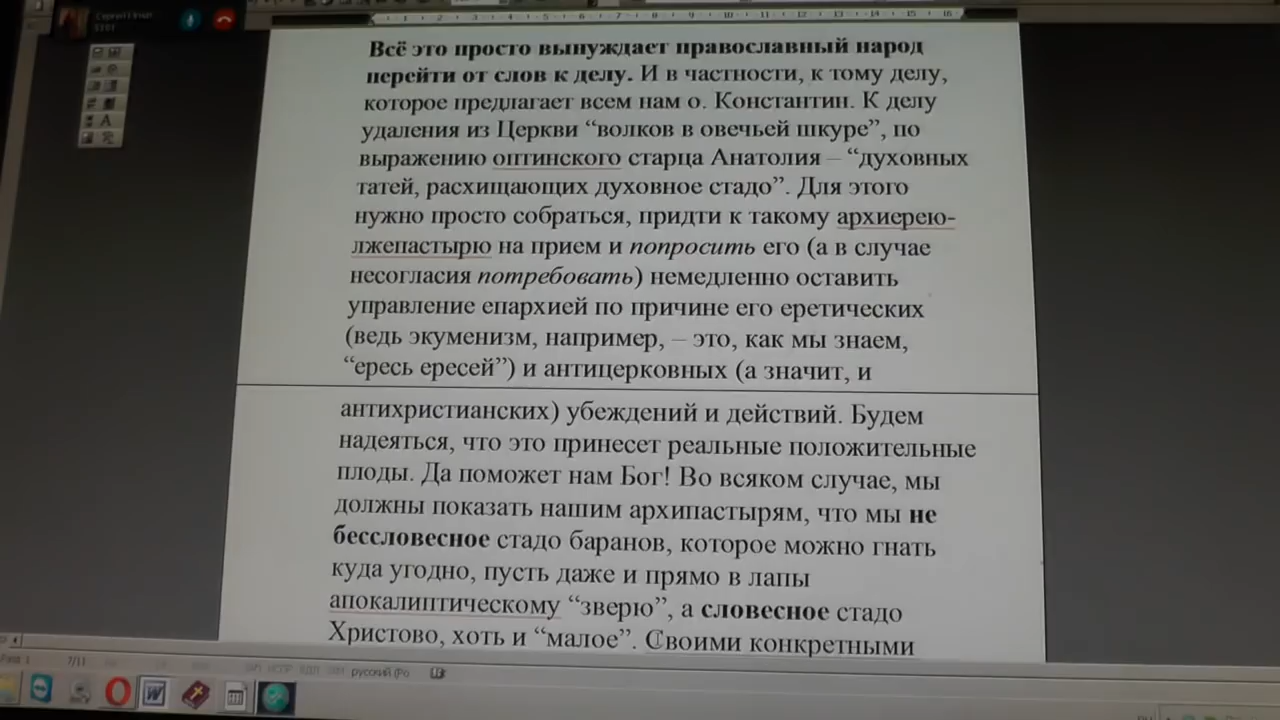 Всё это просто вынуждает православный народ
перейти от слов к делу. И в частности, к тому делу,
которое предлагает всем нам о. Константин. К делу
удаления из Церкви “волков в овечьей шкуре”, по
выражению оптинского старца Анатолия – “духовных
татей, расхищающих духовное стадо”. Для этого
нужно просто собраться, придти к такому архиерею-
лжепастырю на прием и попросить его (а в случае
несогласия потребовать) немедленно оставить
управление епархией по причине его еретических
(ведь экуменизм, например, – это, как мы знаем,
“ересь ересей”) и антицерковных (а значит, и
антихристианских) убеждений и действий. Будем
надеяться, что это принесет реальные положительные
плоды. Да поможет нам Бог! Во всяком случае, мы
должны показать нашим архипастырям, что мы не
бессловесное стадо баранов, которое можно гнать
куда угодно, пусть даже и прямо в лапы
апокалиптическому “зверю”, а словесное стадо
Христово, хоть и “малое”. Своими конкретными
7/11 русский (Ро